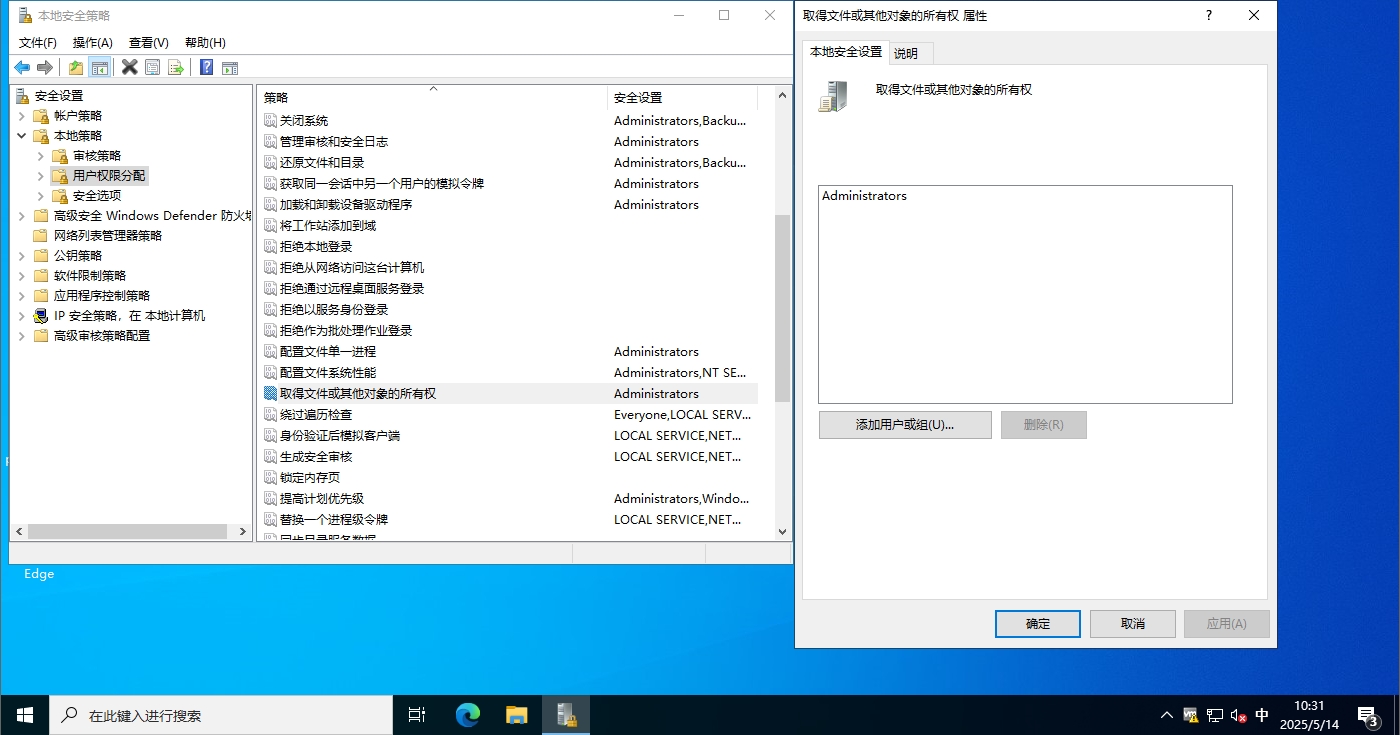 本地安全策略
文件(F) 操作(A) 查看(V) 帮助(H)
安全设置
帐户策略
本地策略
审核策略
用户权限分配
安全选项
高级安全 Windows Defender 防火墙
网络列表管理器策略
公钥策略
软件限制策略
应用程序控制策略
IP 安全策略，在 本地计算机
高级审核策略配置
策略 安全设置
关闭系统 Administrators,Backu...
管理审核和安全日志 Administrators
还原文件和目录 Administrators,Backu...
获取同一会话中另一个用户的模拟令牌 Administrators
加载和卸载设备驱动程序 Administrators
将工作站添加到域
拒绝本地登录
拒绝从网络访问这台计算机
拒绝通过远程桌面服务登录
拒绝以服务身份登录
拒绝作为批处理作业登录
配置文件单一进程 Administrators
配置文件系统性能 Administrators,NT SE...
取得文件或其他对象的所有权 Administrators
绕过遍历检查 Everyone,LOCAL SERV...
身份验证后模拟客户端 LOCAL SERVICE,NET...
生成安全审核 LOCAL SERVICE,NET...
锁定内存页
提高计划优先级 Administrators,Windo...
替换一个进程级令牌 LOCAL SERVICE,NET...
同步目录服务数据
取得文件或其他对象的所有权 属性
?
本地安全设置 说明
取得文件或其他对象的所有权
Administrators
添加用户或组(U)... 删除(R)
确定 取消 应用(A)
Edge
在此键入进行搜索
中
10:31
2025/5/14
3